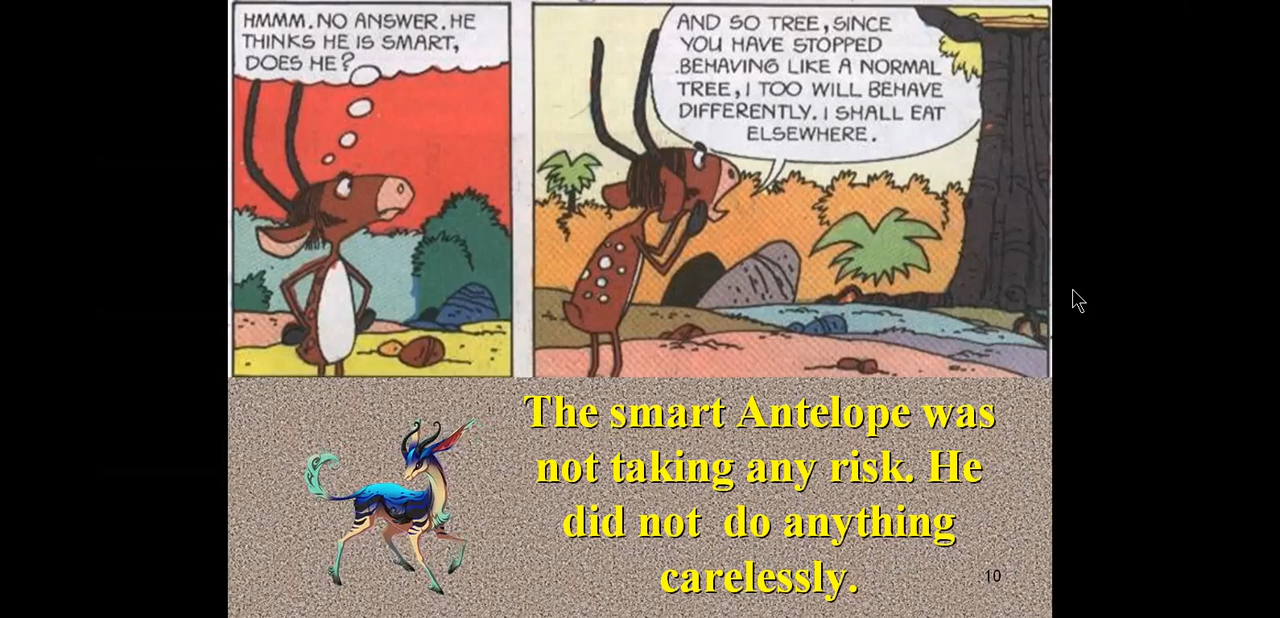 HMMM. NO ANSWER. HE
THINKS HE IS SMART,
DOES HE?
AND SO TREE, SINCE
YOU HAVE STOPPED
BEHAVING LIKE A NORMAL
TREE, I TOO WILL BEHAVE
DIFFERENTLY. I SHALL EAT
ELSEWHERE.
The smart Antelope was
not taking any risk. He
did not do anything
carelessly.
10